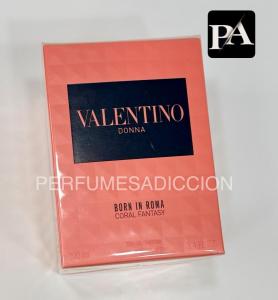 PA
VALENTINO
DONNA
PERFUMESADICCION
BORN IN ROMA
CORAL FANTASY